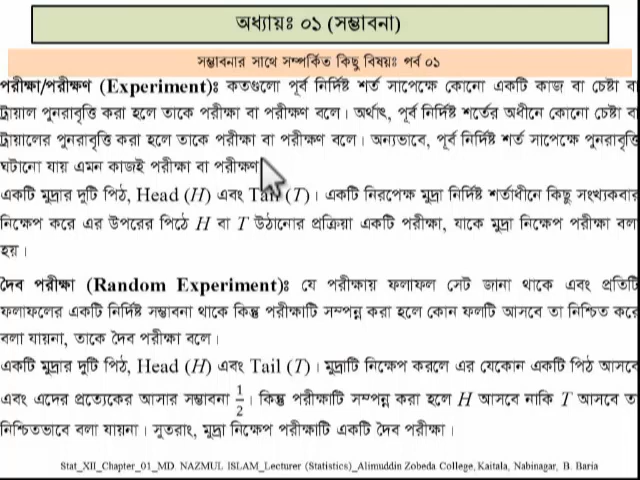 অধ্যায়ঃ ০১ (সম্ভাবনা)
সম্ভাবনার সাথে সম্পর্কিত কিছু বিষয়ঃ পর্ব ০১
পরীক্ষা/পরীক্ষণ (Experiment)ঃ কতগুলো পূর্ব নির্দিষ্ট শর্ত সাপেক্ষে কোনো একটি কাজ বা চেষ্টা বা
ট্রায়াল পুনরাবৃত্তি করা হলে তাকে পরীক্ষা বা পরীক্ষণ বলে। অর্থাৎ, পূর্ব নির্দিষ্ট শর্তের অধীনে কোনো চেষ্টা বা
ট্রায়ালের পুনরাবৃত্তি করা হলে তাকে পরীক্ষা বা পরীক্ষণ বলে। অন্যভাবে, পূর্ব নির্দিষ্ট শর্ত সাপেক্ষে পুনরাবৃত্তি
ঘটানো যায় এমন কাজই পরীক্ষা বা পরীক্ষণ
একটি মুদ্রার দুটি পিঠ, Head (H) এবং Tail (T)। একটি নিরপেক্ষ মুদ্রা নির্দিষ্ট শর্তাধীনে কিছু সংখ্যকবার
নিক্ষেপ করে এর উপরের পিঠে H বা T উঠানোর প্রক্রিয়া একটি পরীক্ষা, যাকে মুদ্রা নিক্ষেপ পরীক্ষা বলা
হয়।
দৈব পরীক্ষা (Random Experiment)ঃ যে পরীক্ষায় ফলাফল সেট জানা থাকে এবং প্রতিটি
ফলাফলের একটি নির্দিষ্ট সম্ভাবনা থাকে কিন্তু পরীক্ষাটি সম্পন্ন করা হলে কোন ফলটি আসবে তা নিশ্চিত করে
বলা যায়না, তাকে দৈব পরীক্ষা বলে।
একটি মুদ্রার দুটি পিঠ, Head (H) এবং Tail (T)। মুদ্রাটি নিক্ষেপ করলে এর যেকোন একটি পিঠ আসবে
এবং এদের প্রত্যেকের আসার সম্ভাবনা 1/2। কিন্তু পরীক্ষাটি সম্পন্ন করা হলে H আসবে নাকি T আসবে তা
নিশ্চিতভাবে বলা যায়না। সুতরাং, মুদ্রা নিক্ষেপ পরীক্ষাটি একটি দৈব পরীক্ষা।
Stat_XII_Chapter_01_MD. NAZMUL ISLAM_Lecturer (Statistics)_Alimuddin Zobeda College, Kaitala, Nabinagar, B. Baria